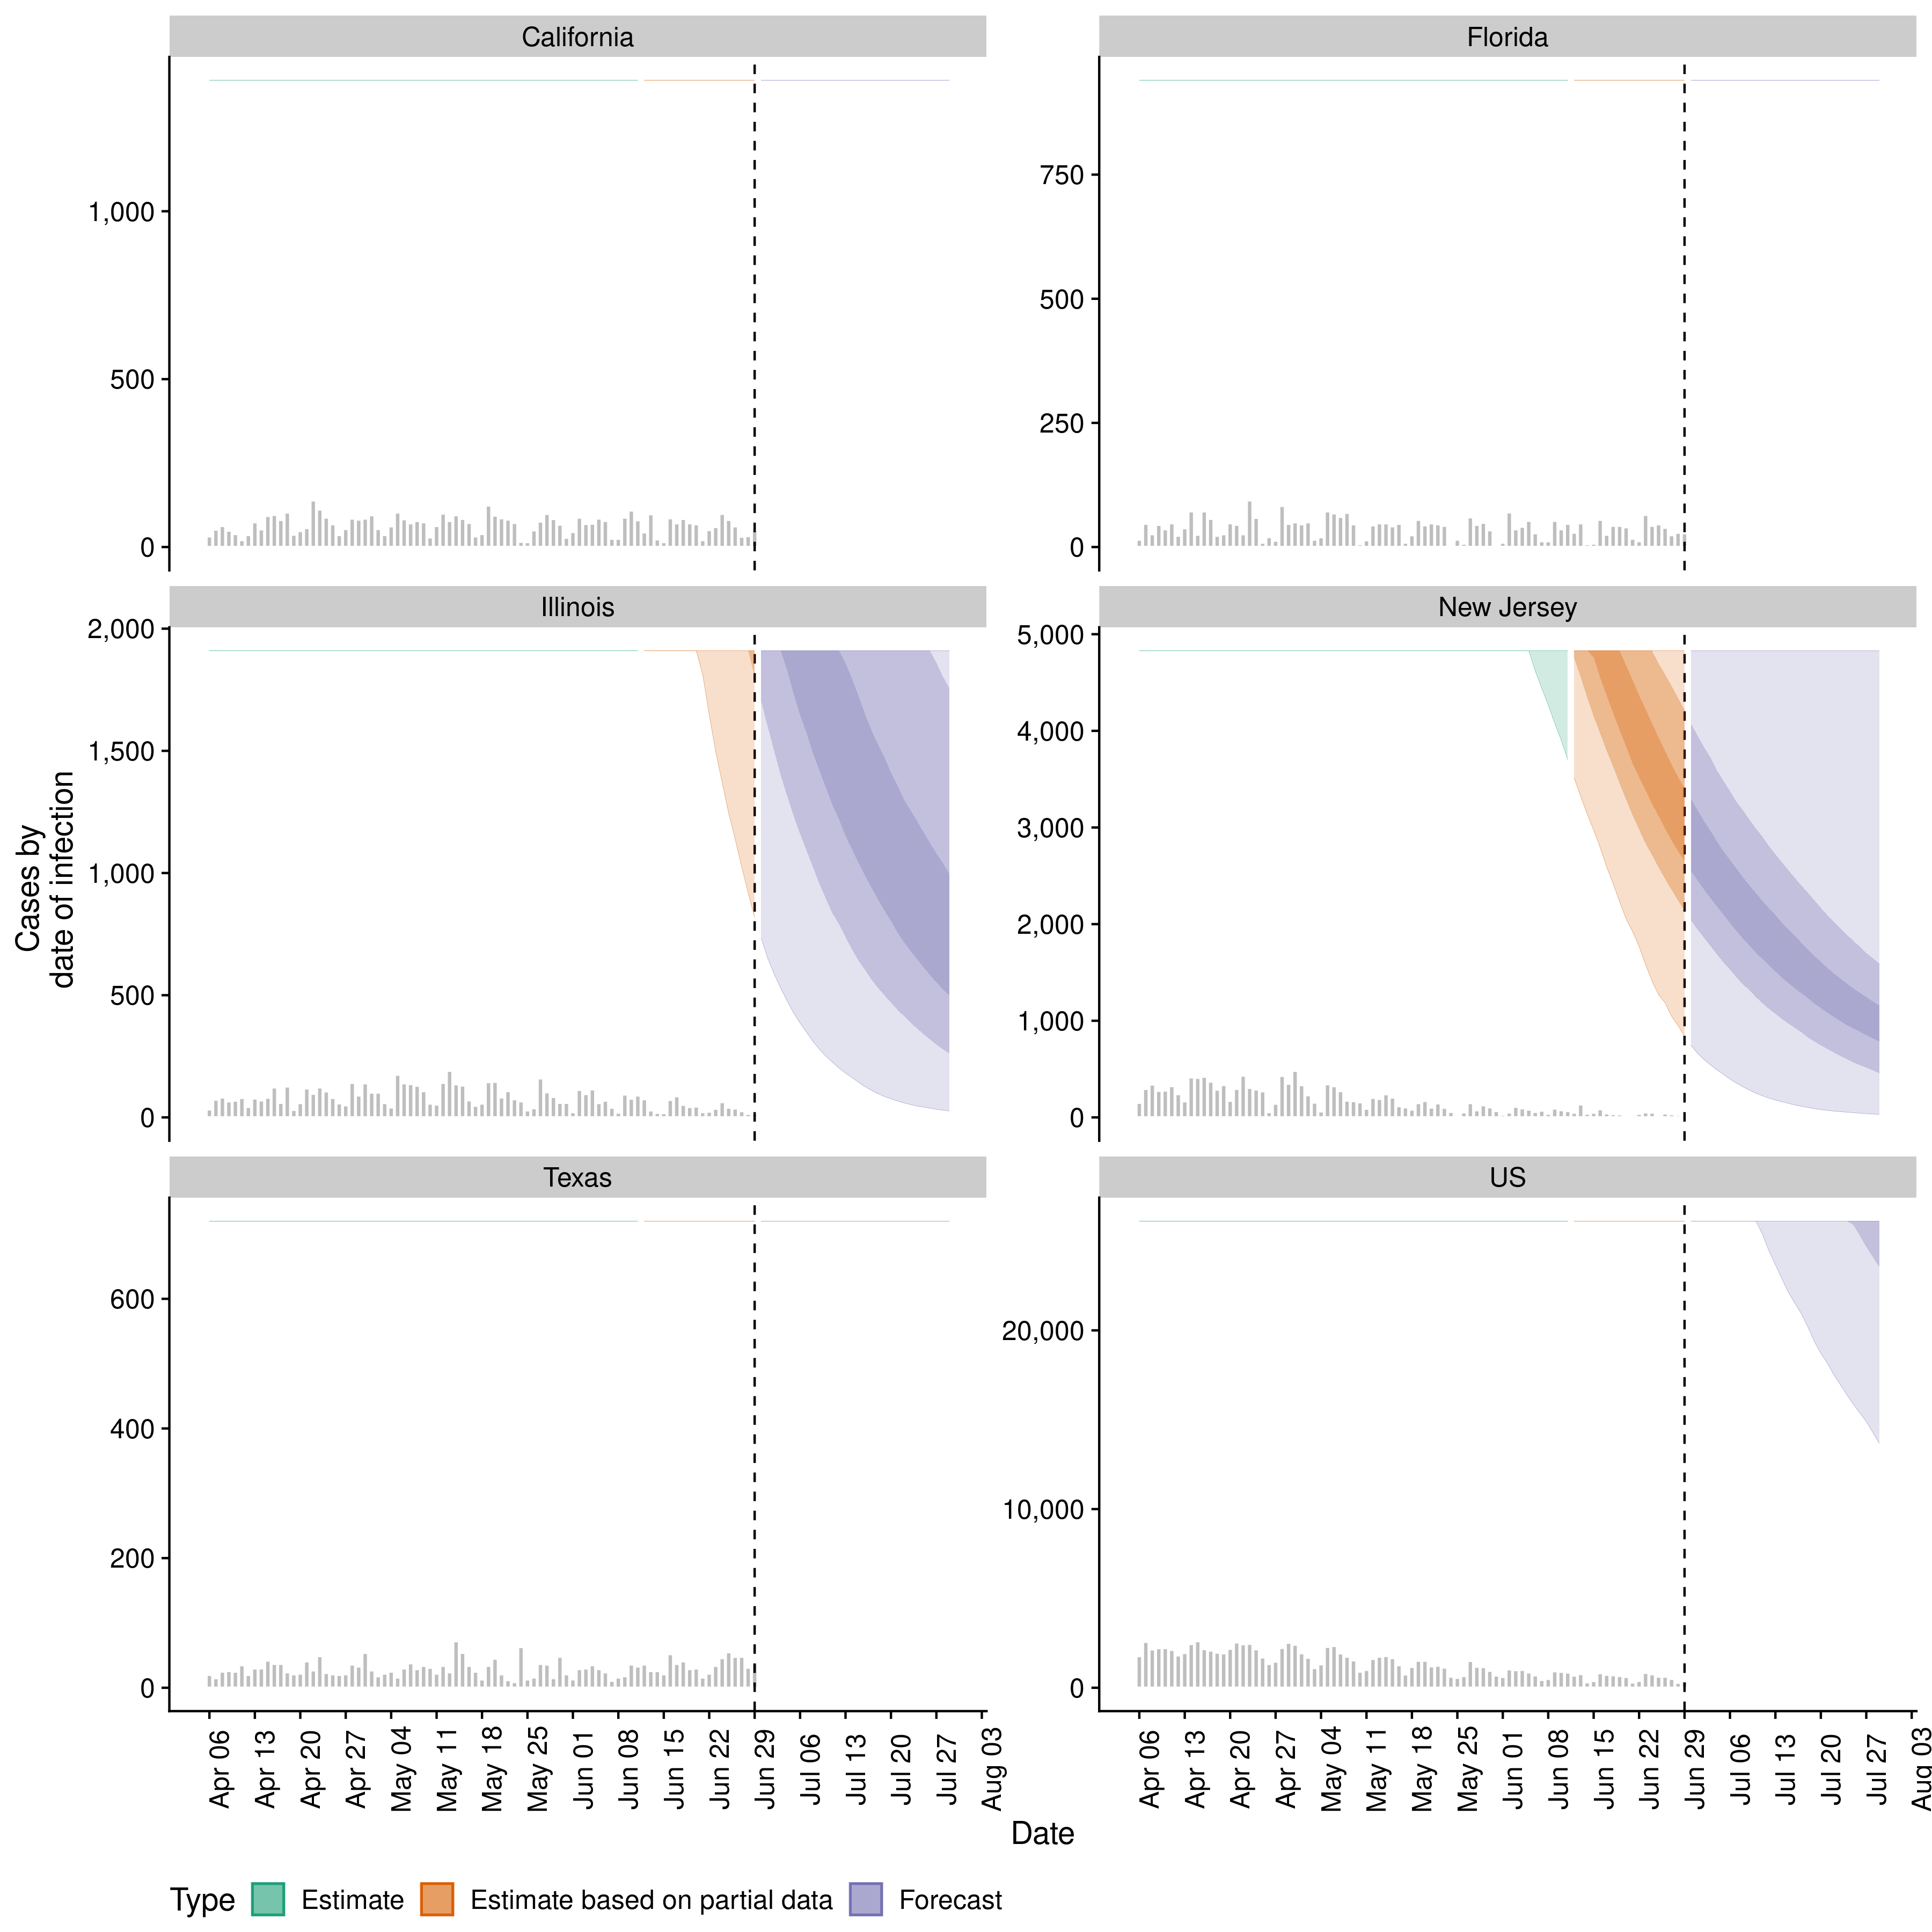 California
Florida
1,000
500
0
750
500
250
0
Illinois
New Jersey
2,000
1,500
1,000
500
0
5,000
4,000
3,000
2,000
1,000
0
Cases by
date of infection
Texas
US
600
400
200
0
20,000
10,000
0
Apr 06
Apr 13
Apr 20
Apr 27
May 04
May 11
May 18
May 25
Jun 01
Jun 08
Jun 15
Jun 22
Jun 29
Jul 06
Jul 13
Jul 20
Jul 27
Aug 03
Apr 06
Apr 13
Apr 20
Apr 27
May 04
May 11
May 18
May 25
Jun 01
Jun 08
Jun 15
Jun 22
Jun 29
Jul 06
Jul 13
Jul 20
Jul 27
Aug 03
Date
Type Estimate Estimate based on partial data Forecast